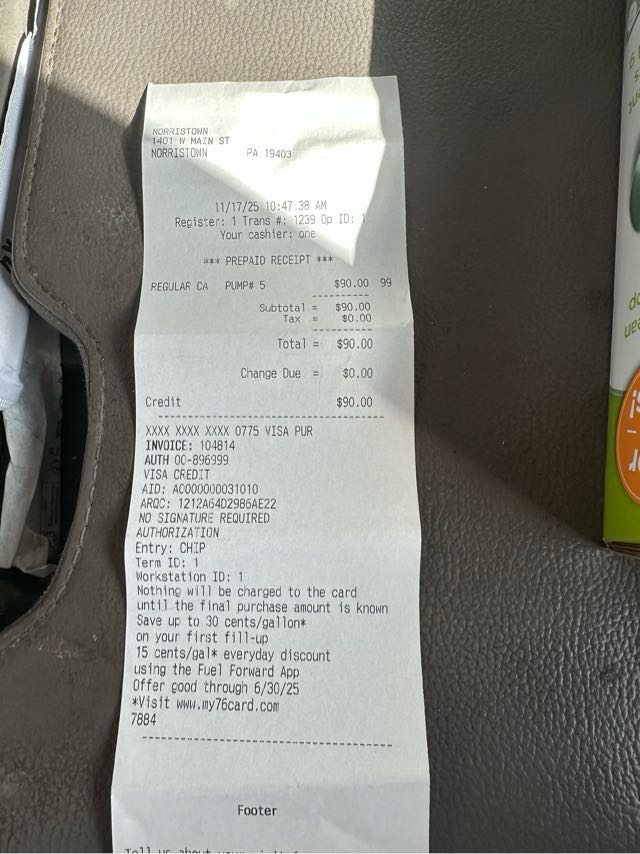 NORRISTOWN
1401 W MAIN ST
NORRISTOWN PA 19403
11/17/25 10:47:38 AM
Register: 1 Trans #: 1239 Op ID: 1
Your cashier: one
*** PREPAID RECEIPT ***
REGULAR CA PUMP# 5 $90.00 99
Subtotal = $90.00
Tax = $0.00
Total = $90.00
Change Due = $0.00
Credit $90.00
XXXX XXXX XXXX 0775 VISA PUR
INVOICE: 104814
AUTH 00-896999
VISA CREDIT
AID: A0000000031010
ARQC: 1212A64D2986AE22
NO SIGNATURE REQUIRED
AUTHORIZATION
Entry: CHIP
Term ID: 1
Workstation ID: 1
Nothing will be charged to the card
until the final purchase amount is known
Save up to 30 cents/gallon*
on your first fill-up
15 cents/gal* everyday discount
using the Fuel Forward App
Offer good through 6/30/25
*Visit www.my76card.com
7884
Footer
Tell us about your visit